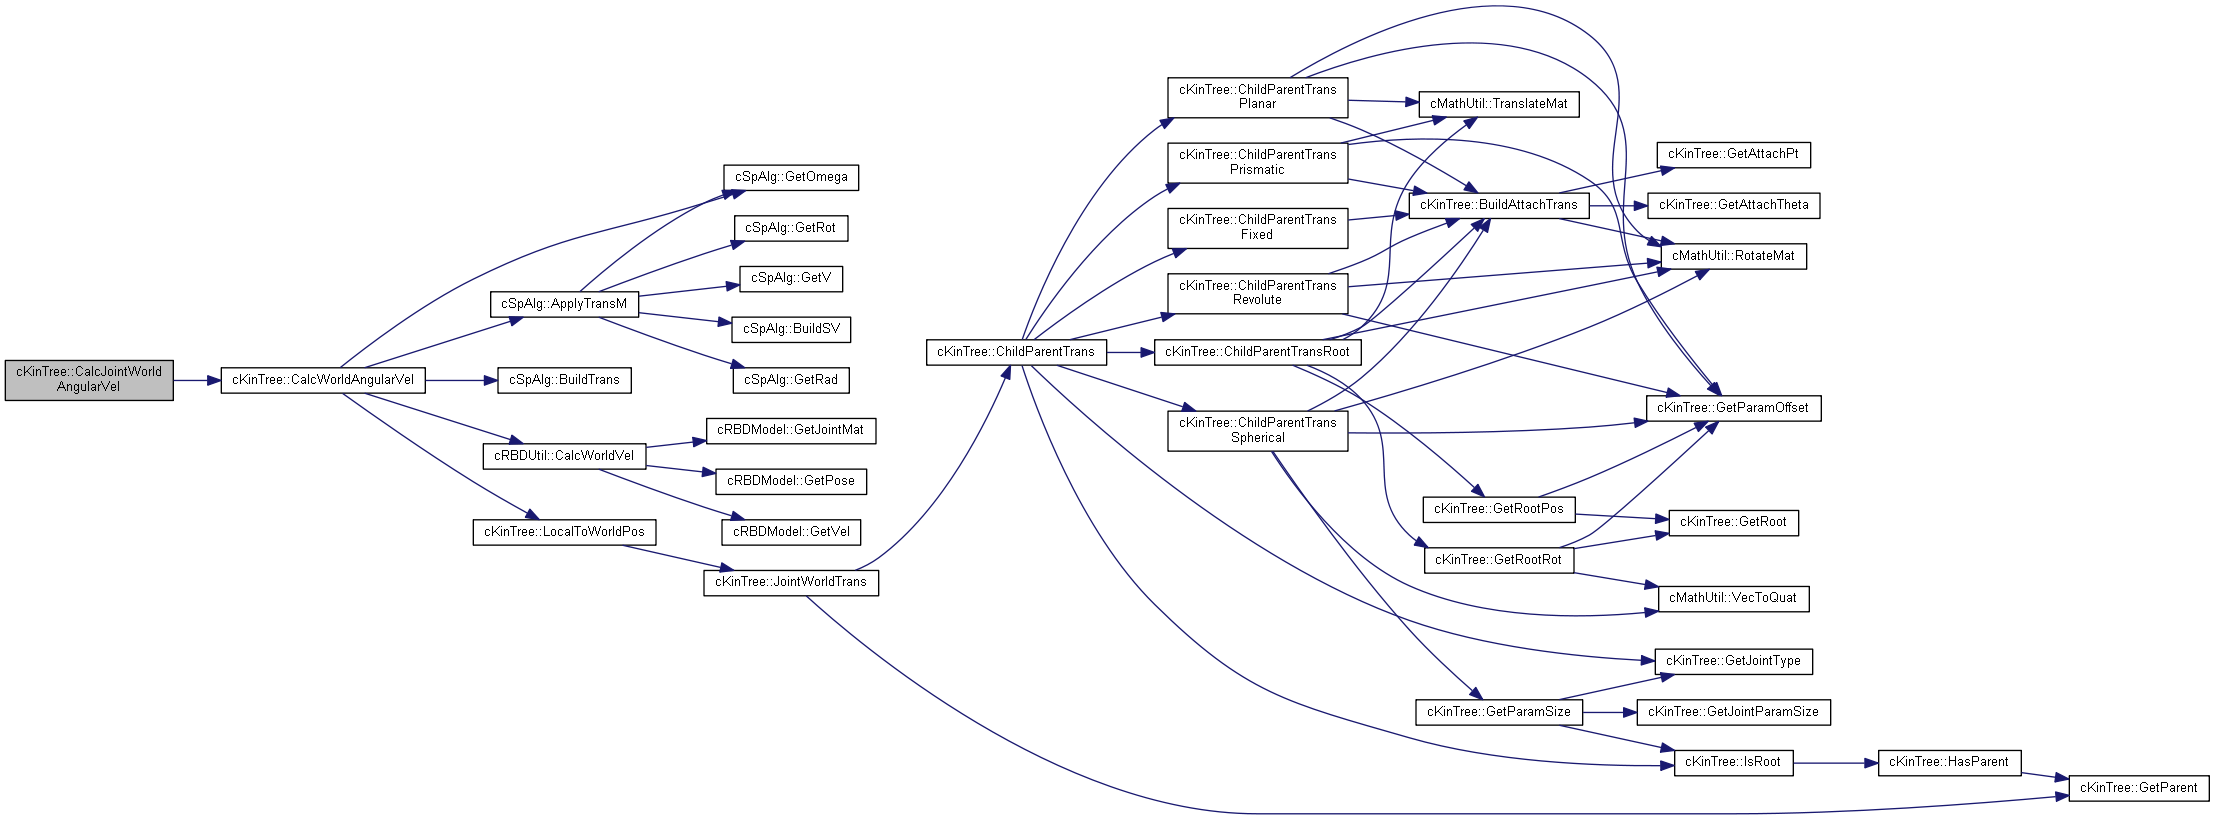 cKinTree::CalcJointWorld
AngularVel
cKinTree::CalcWorldAngularVel
cSpAlg::GetOmega
cSpAlg::GetRot
cSpAlg::GetV
cSpAlg::ApplyTransM
cSpAlg::BuildSV
cSpAlg::GetRad
cSpAlg::BuildTrans
cRBDModel::GetJointMat
cRBDUtil::CalcWorldVel
cRBDModel::GetPose
cRBDModel::GetVel
cKinTree::LocalToWorldPos
cKinTree::JointWorldTrans
cKinTree::ChildParentTrans
cKinTree::ChildParentTrans
Planar
cKinTree::ChildParentTrans
Prismatic
cKinTree::ChildParentTrans
Fixed
cKinTree::ChildParentTrans
Revolute
cKinTree::ChildParentTransRoot
cKinTree::ChildParentTrans
Spherical
cMathUtil::TranslateMat
cKinTree::BuildAttachTrans
cKinTree::GetRootPos
cKinTree::GetRootRot
cKinTree::GetParamSize
cKinTree::GetAttachPt
cKinTree::GetAttachTheta
cMathUtil::RotateMat
cKinTree::GetParamOffset
cKinTree::GetRoot
cMathUtil::VecToQuat
cKinTree::GetJointType
cKinTree::GetJointParamSize
cKinTree::IsRoot
cKinTree::HasParent
cKinTree::GetParent